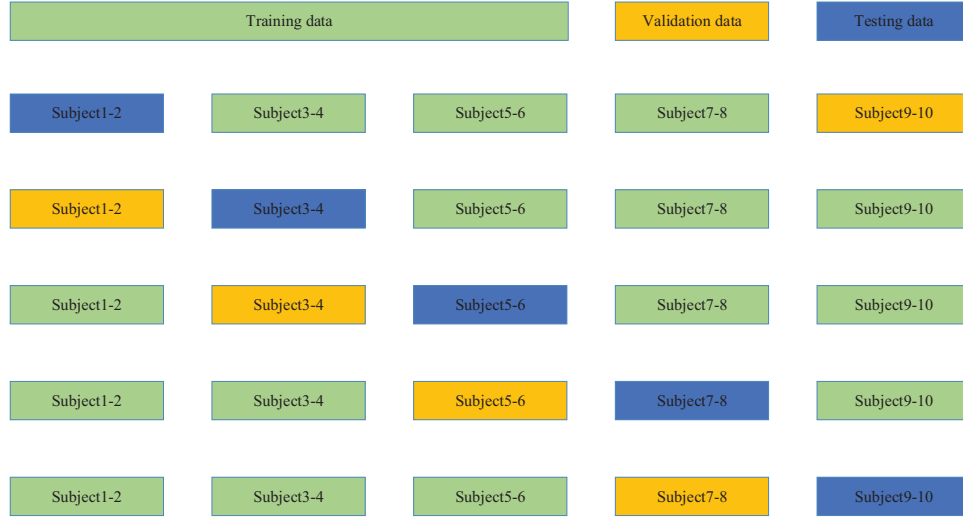 Training data
Validation data
Testing data
Subject1-2
Subject3-4
Subject5-6
Subject7-8
Subject9-10
Subject1-2
Subject3-4
Subject5-6
Subject7-8
Subject9-10
Subject1-2
Subject3-4
Subject5-6
Subject7-8
Subject9-10
Subject1-2
Subject3-4
Subject5-6
Subject7-8
Subject9-10
Subject1-2
Subject3-4
Subject5-6
Subject7-8
Subject9-10